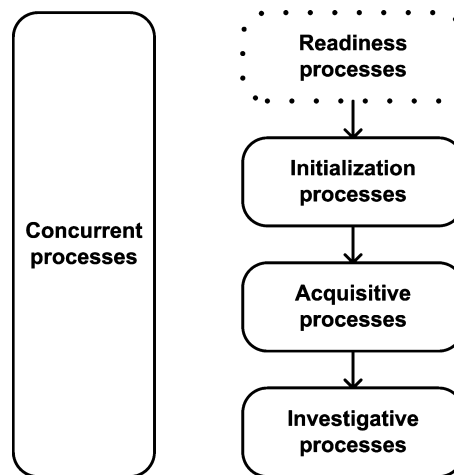 Readiness
processes
Initialization
processes
Concurrent
processes
Acquisitive
processes
Investigative
processes